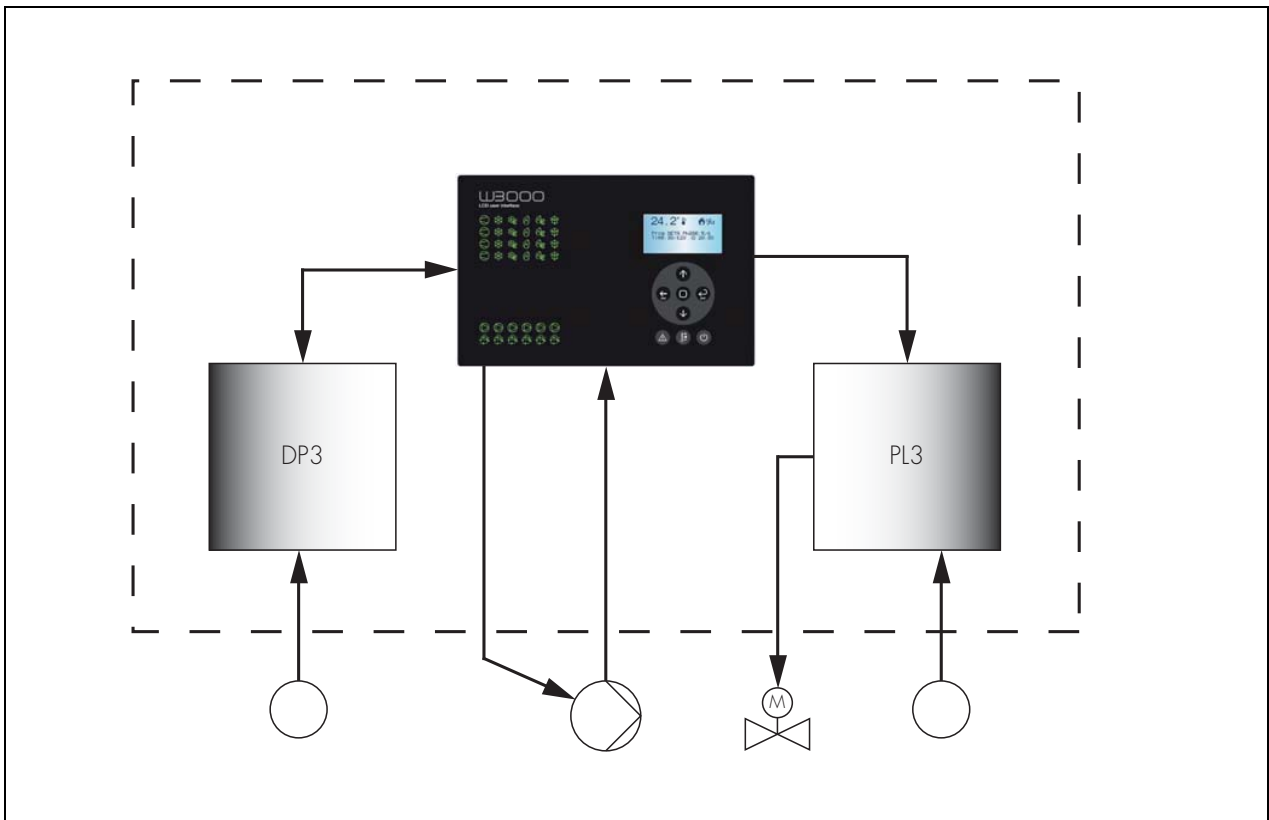 W3000
LCD user interface
24.2°
DP3
PL3
M